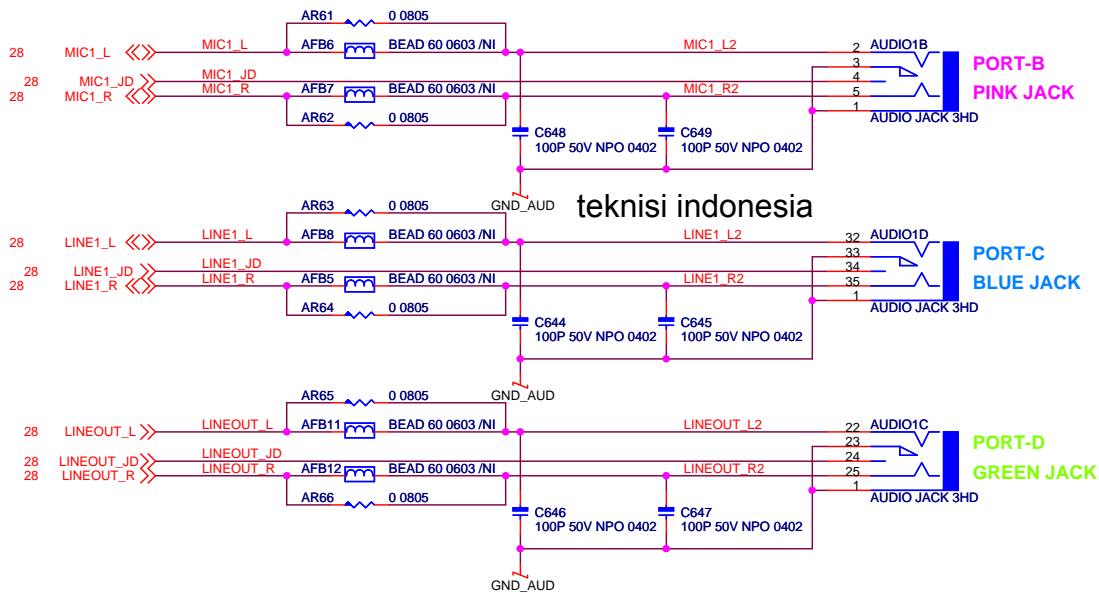 AR61 0 0805
28 MIC1_L MIC1_L AFB6 BEAD 60 0603 /NI MIC1_L2 2 AUDIO1B
3 PORT-B
28 MIC1_JD MIC1_JD 4
28 MIC1_R MIC1_R AFB7 BEAD 60 0603 /NI MIC1_R2 5 PINK JACK
1
AR62 0 0805 AUDIO JACK 3HD
C648 C649
100P 50V NPO 0402 100P 50V NPO 0402
GND_AUD teknisi indonesia
AR63 0 0805
28 LINE1_L LINE1_L AFB8 BEAD 60 0603 /NI LINE1_L2 32 AUDIO1D
33 PORT-C
28 LINE1_JD LINE1_JD 34
28 LINE1_R LINE1_R AFB5 BEAD 60 0603 /NI LINE1_R2 35 BLUE JACK
1
AR64 0 0805 AUDIO JACK 3HD
C644 C645
100P 50V NPO 0402 100P 50V NPO 0402
GND_AUD
AR65 0 0805
28 LINEOUT_L LINEOUT_L AFB11 BEAD 60 0603 /NI LINEOUT_L2 22 AUDIO1C
23 PORT-D
28 LINEOUT_JD LINEOUT_JD 24
28 LINEOUT_R LINEOUT_R AFB12 BEAD 60 0603 /NI LINEOUT_R2 25 GREEN JACK
1
AR66 0 0805 AUDIO JACK 3HD
C646 C647
100P 50V NPO 0402 100P 50V NPO 0402
GND_AUD